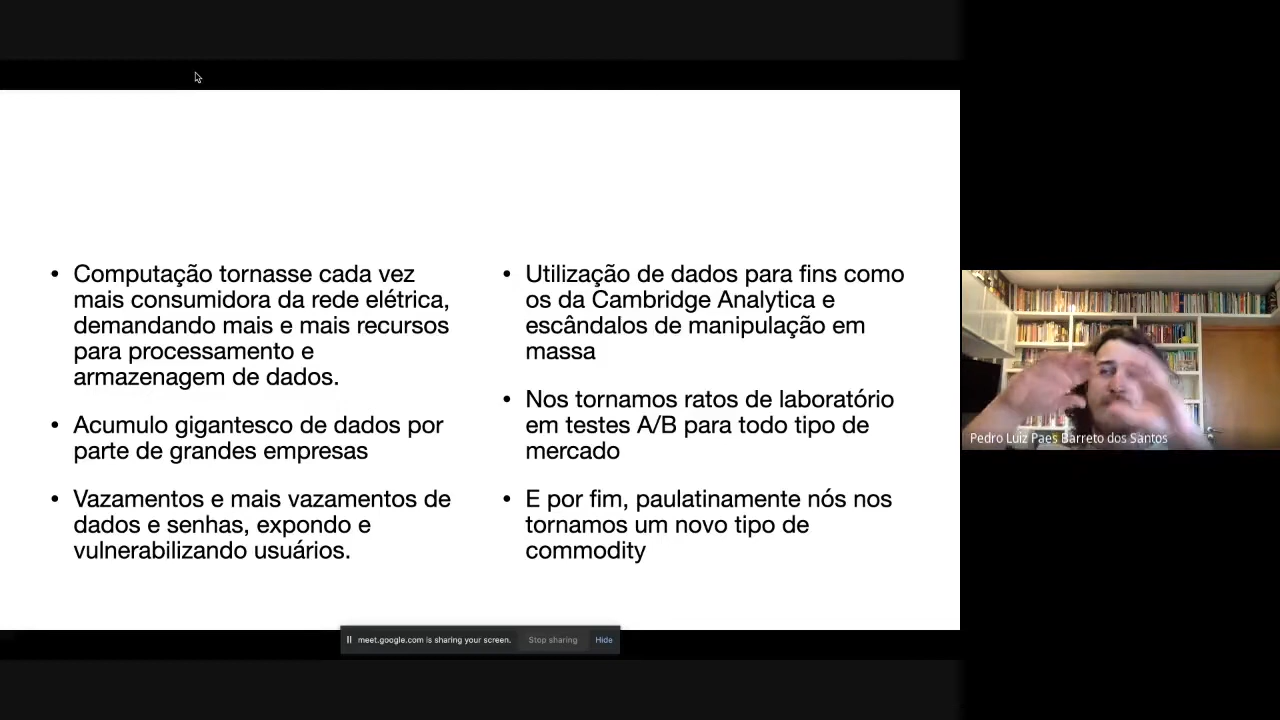 • Computação tornasse cada vez
mais consumidora da rede elétrica,
demandando mais e mais recursos
para processamento e
armazenagem de dados.
• Acumulo gigantesco de dados por
parte de grandes empresas
• Vazamentos e mais vazamentos de
dados e senhas, expondo e
vulnerabilizando usuários.
• Utilização de dados para fins como
os da Cambridge Analytica e
escândalos de manipulação em
massa
• Nos tornamos ratos de laboratório
em testes A/B para todo tipo de
mercado
• E por fim, paulatinamente nós nos
tornamos um novo tipo de
commodity
Pedro Luiz Paes Barreto dos Santos
meet.google.com is sharing your screen. Stop sharing Hide